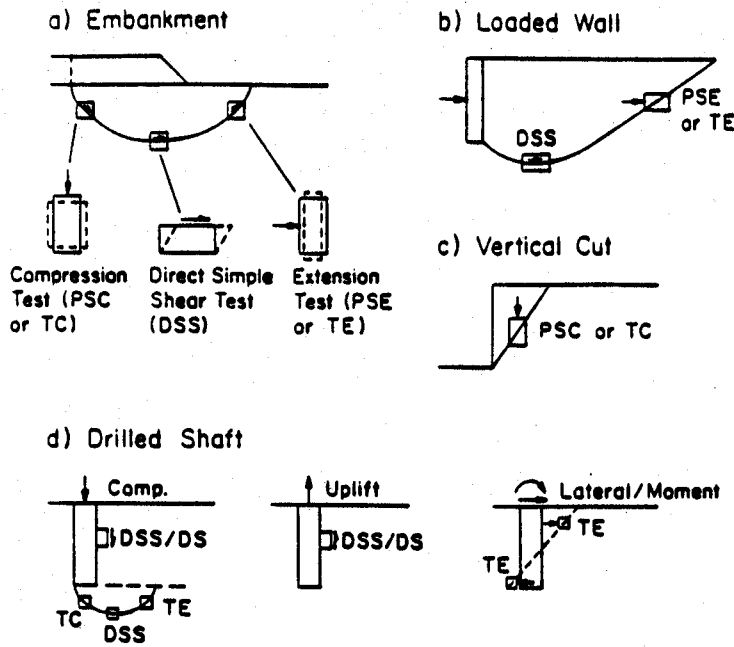 a) Embankment
Compression
Test (PSC
or TC)
Direct Simple
Shear Test
(DSS)
Extension
Test (PSE
or TE)
b) Loaded Wall
PSE
or TE
DSS
c) Vertical Cut
PSC or TC
d) Drilled Shaft
Comp.
DSS/DS
TC
DSS
TE
Uplift
DSS/DS
Lateral/Moment
TE
TE